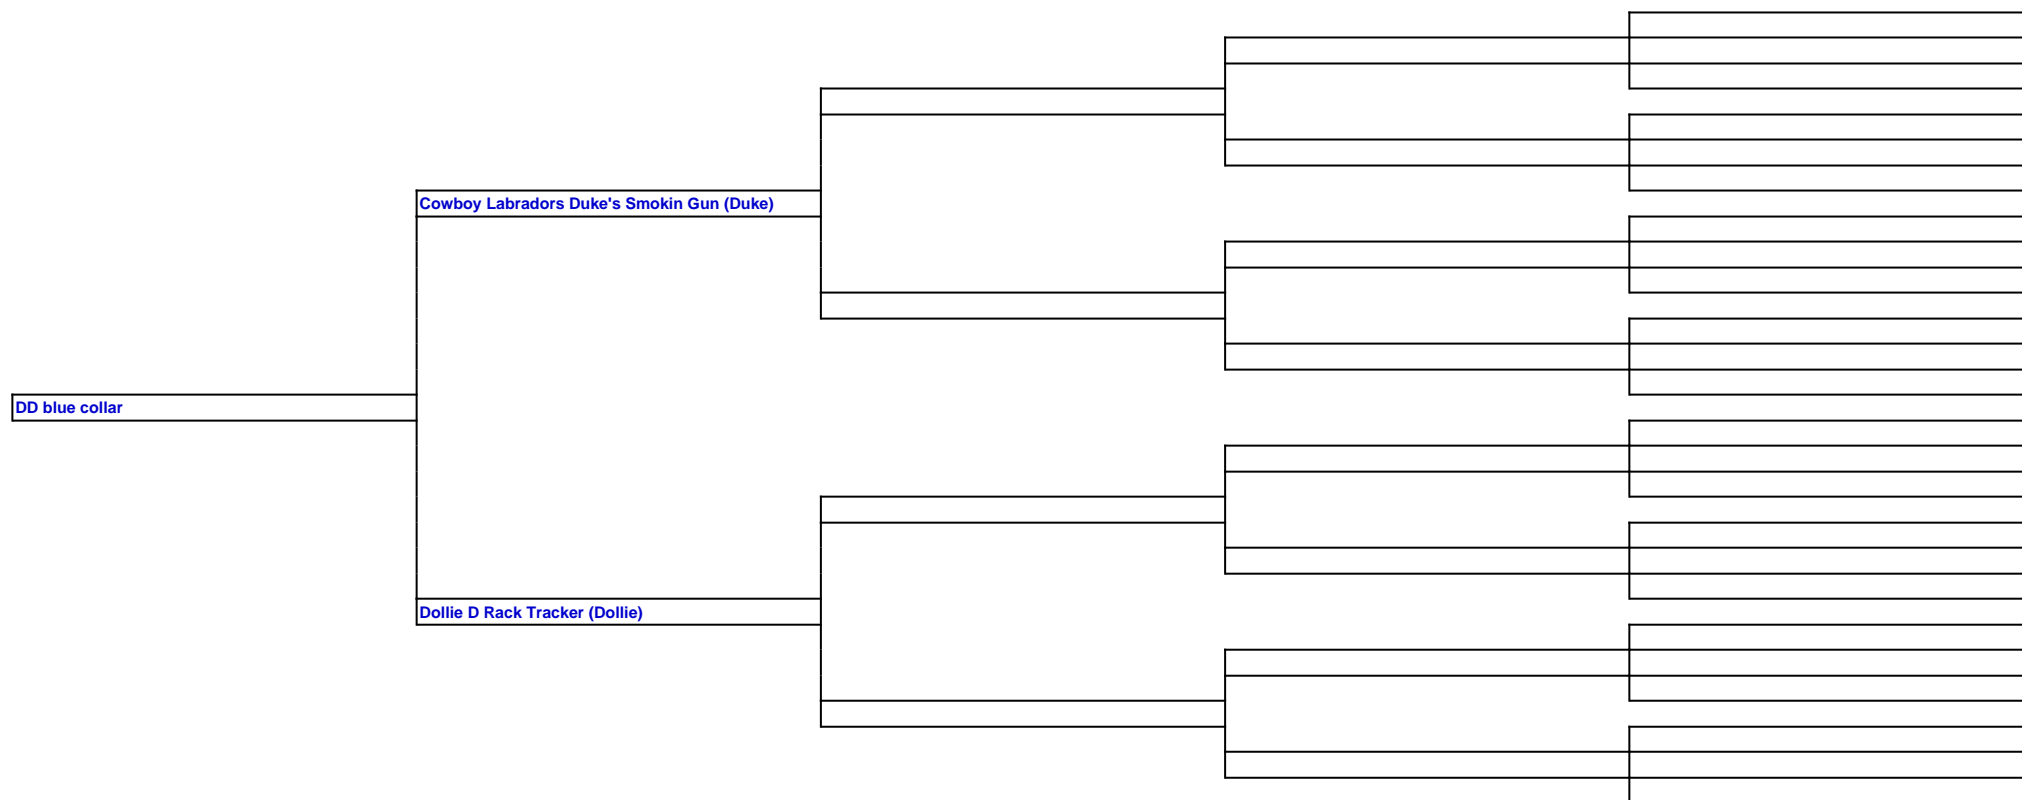 Cowboy Labradors Duke's Smokin Gun (Duke)
DD blue collar
Dollie D Rack Tracker (Dollie)